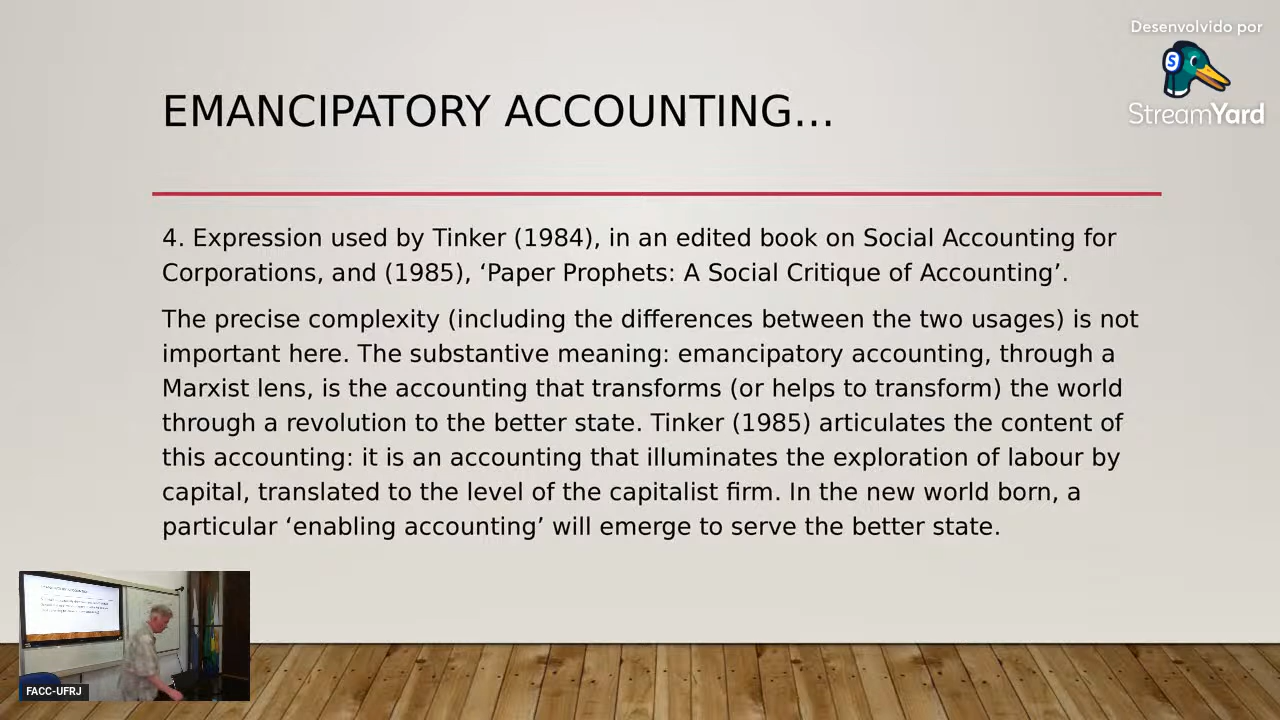 Desenvolvido por
StreamYard
EMANCIPATORY ACCOUNTING...
4. Expression used by Tinker (1984), in an edited book on Social Accounting for
Corporations, and (1985), ‘Paper Prophets: A Social Critique of Accounting’.
The precise complexity (including the differences between the two usages) is not
important here. The substantive meaning: emancipatory accounting, through a
Marxist lens, is the accounting that transforms (or helps to transform) the world
through a revolution to the better state. Tinker (1985) articulates the content of
this accounting: it is an accounting that illuminates the exploration of labour by
capital, translated to the level of the capitalist firm. In the new world born, a
particular ‘enabling accounting’ will emerge to serve the better state.
FACC-UFRJ